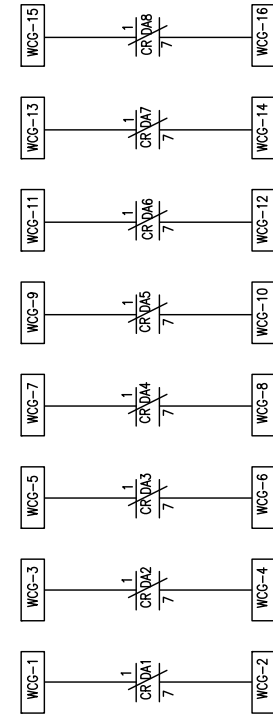 WCG-15
1
CR DA8
7
WCG-16
WCG-13
1
CR DA7
7
WCG-14
WCG-11
1
CR DA6
7
WCG-12
WCG-9
1
CR DA5
7
WCG-10
WCG-7
1
CR DA4
7
WCG-8
WCG-5
1
CR DA3
7
WCG-6
WCG-3
1
CR DA2
7
WCG-4
WCG-1
1
CR DA1
7
WCG-2